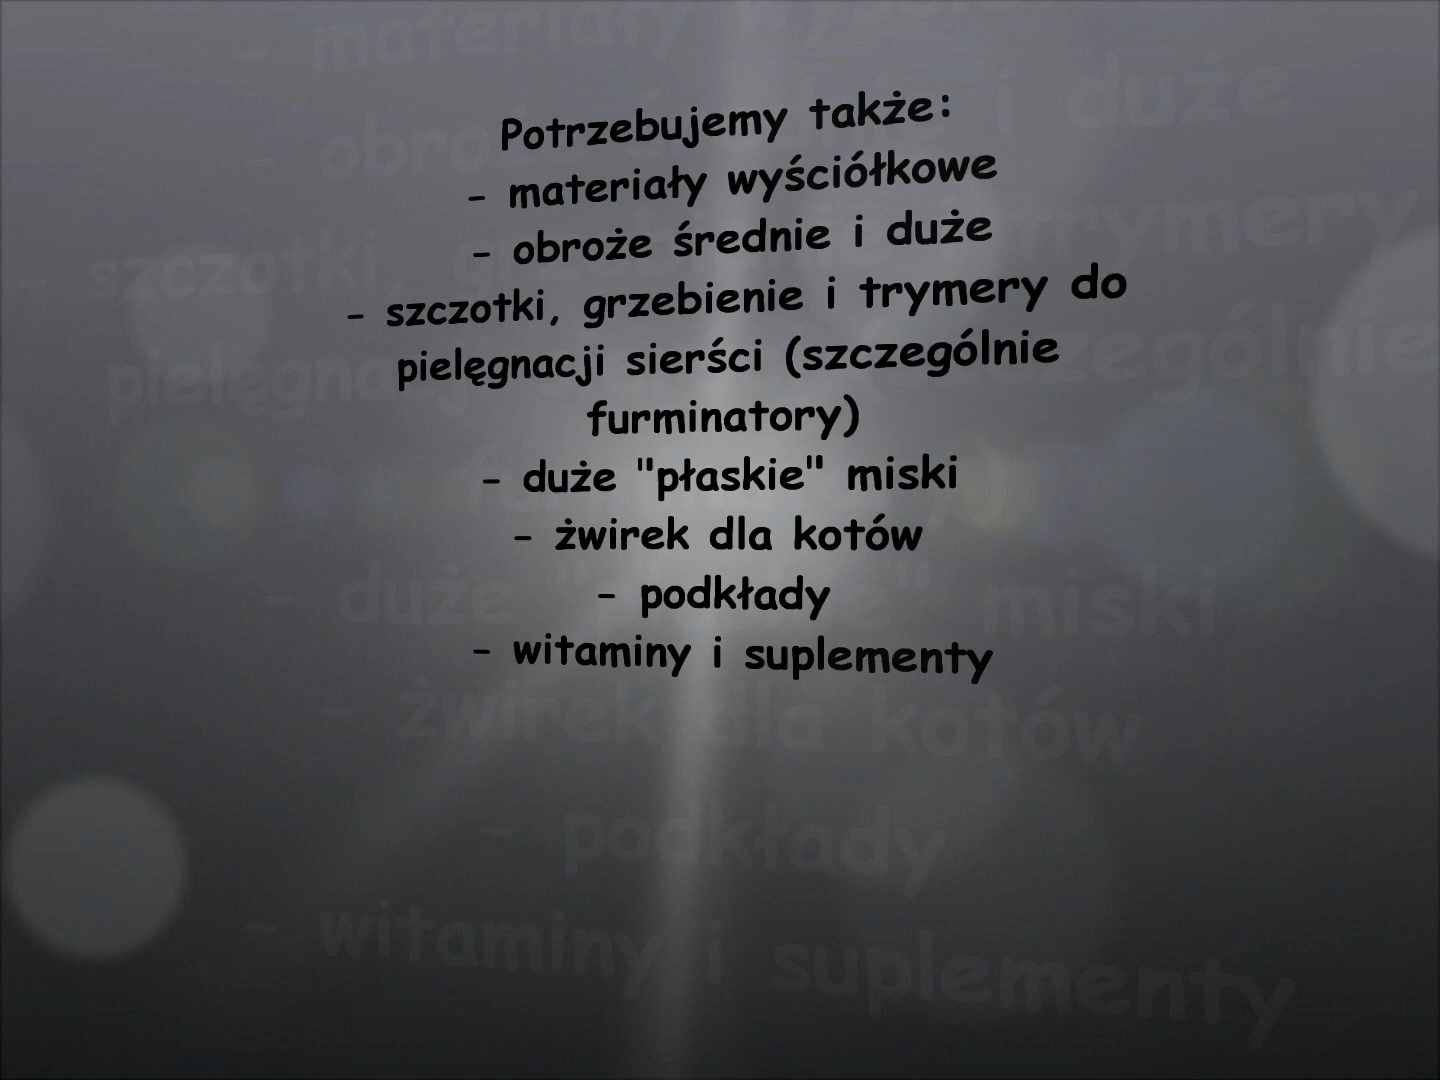 Potrzebujemy także:
- materiały wyściółkowe
- obroże średnie i duże
- szczotki, grzebienie i trymery do
pielęgnacji sierści (szczególnie
furminatory)
- duże "płaskie" miski
- żwirek dla kotów
- podkłady
- witaminy i suplementy